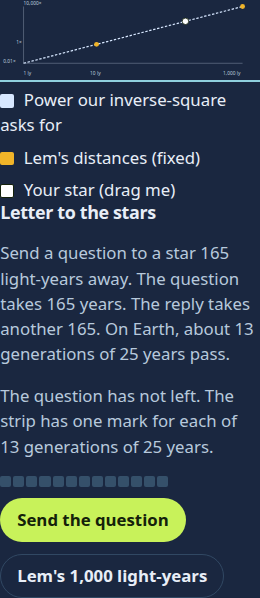 10,000×
1×
0.01×
1 ly
10 ly
1,000 ly
Power our inverse-square
asks for
Lem's distances (fixed)
Your star (drag me)
Letter to the stars
Send a question to a star 165
light-years away. The question
takes 165 years. The reply takes
another 165. On Earth, about 13
generations of 25 years pass.
The question has not left. The
strip has one mark for each of
13 generations of 25 years.
Send the question
Lem's 1,000 light-years